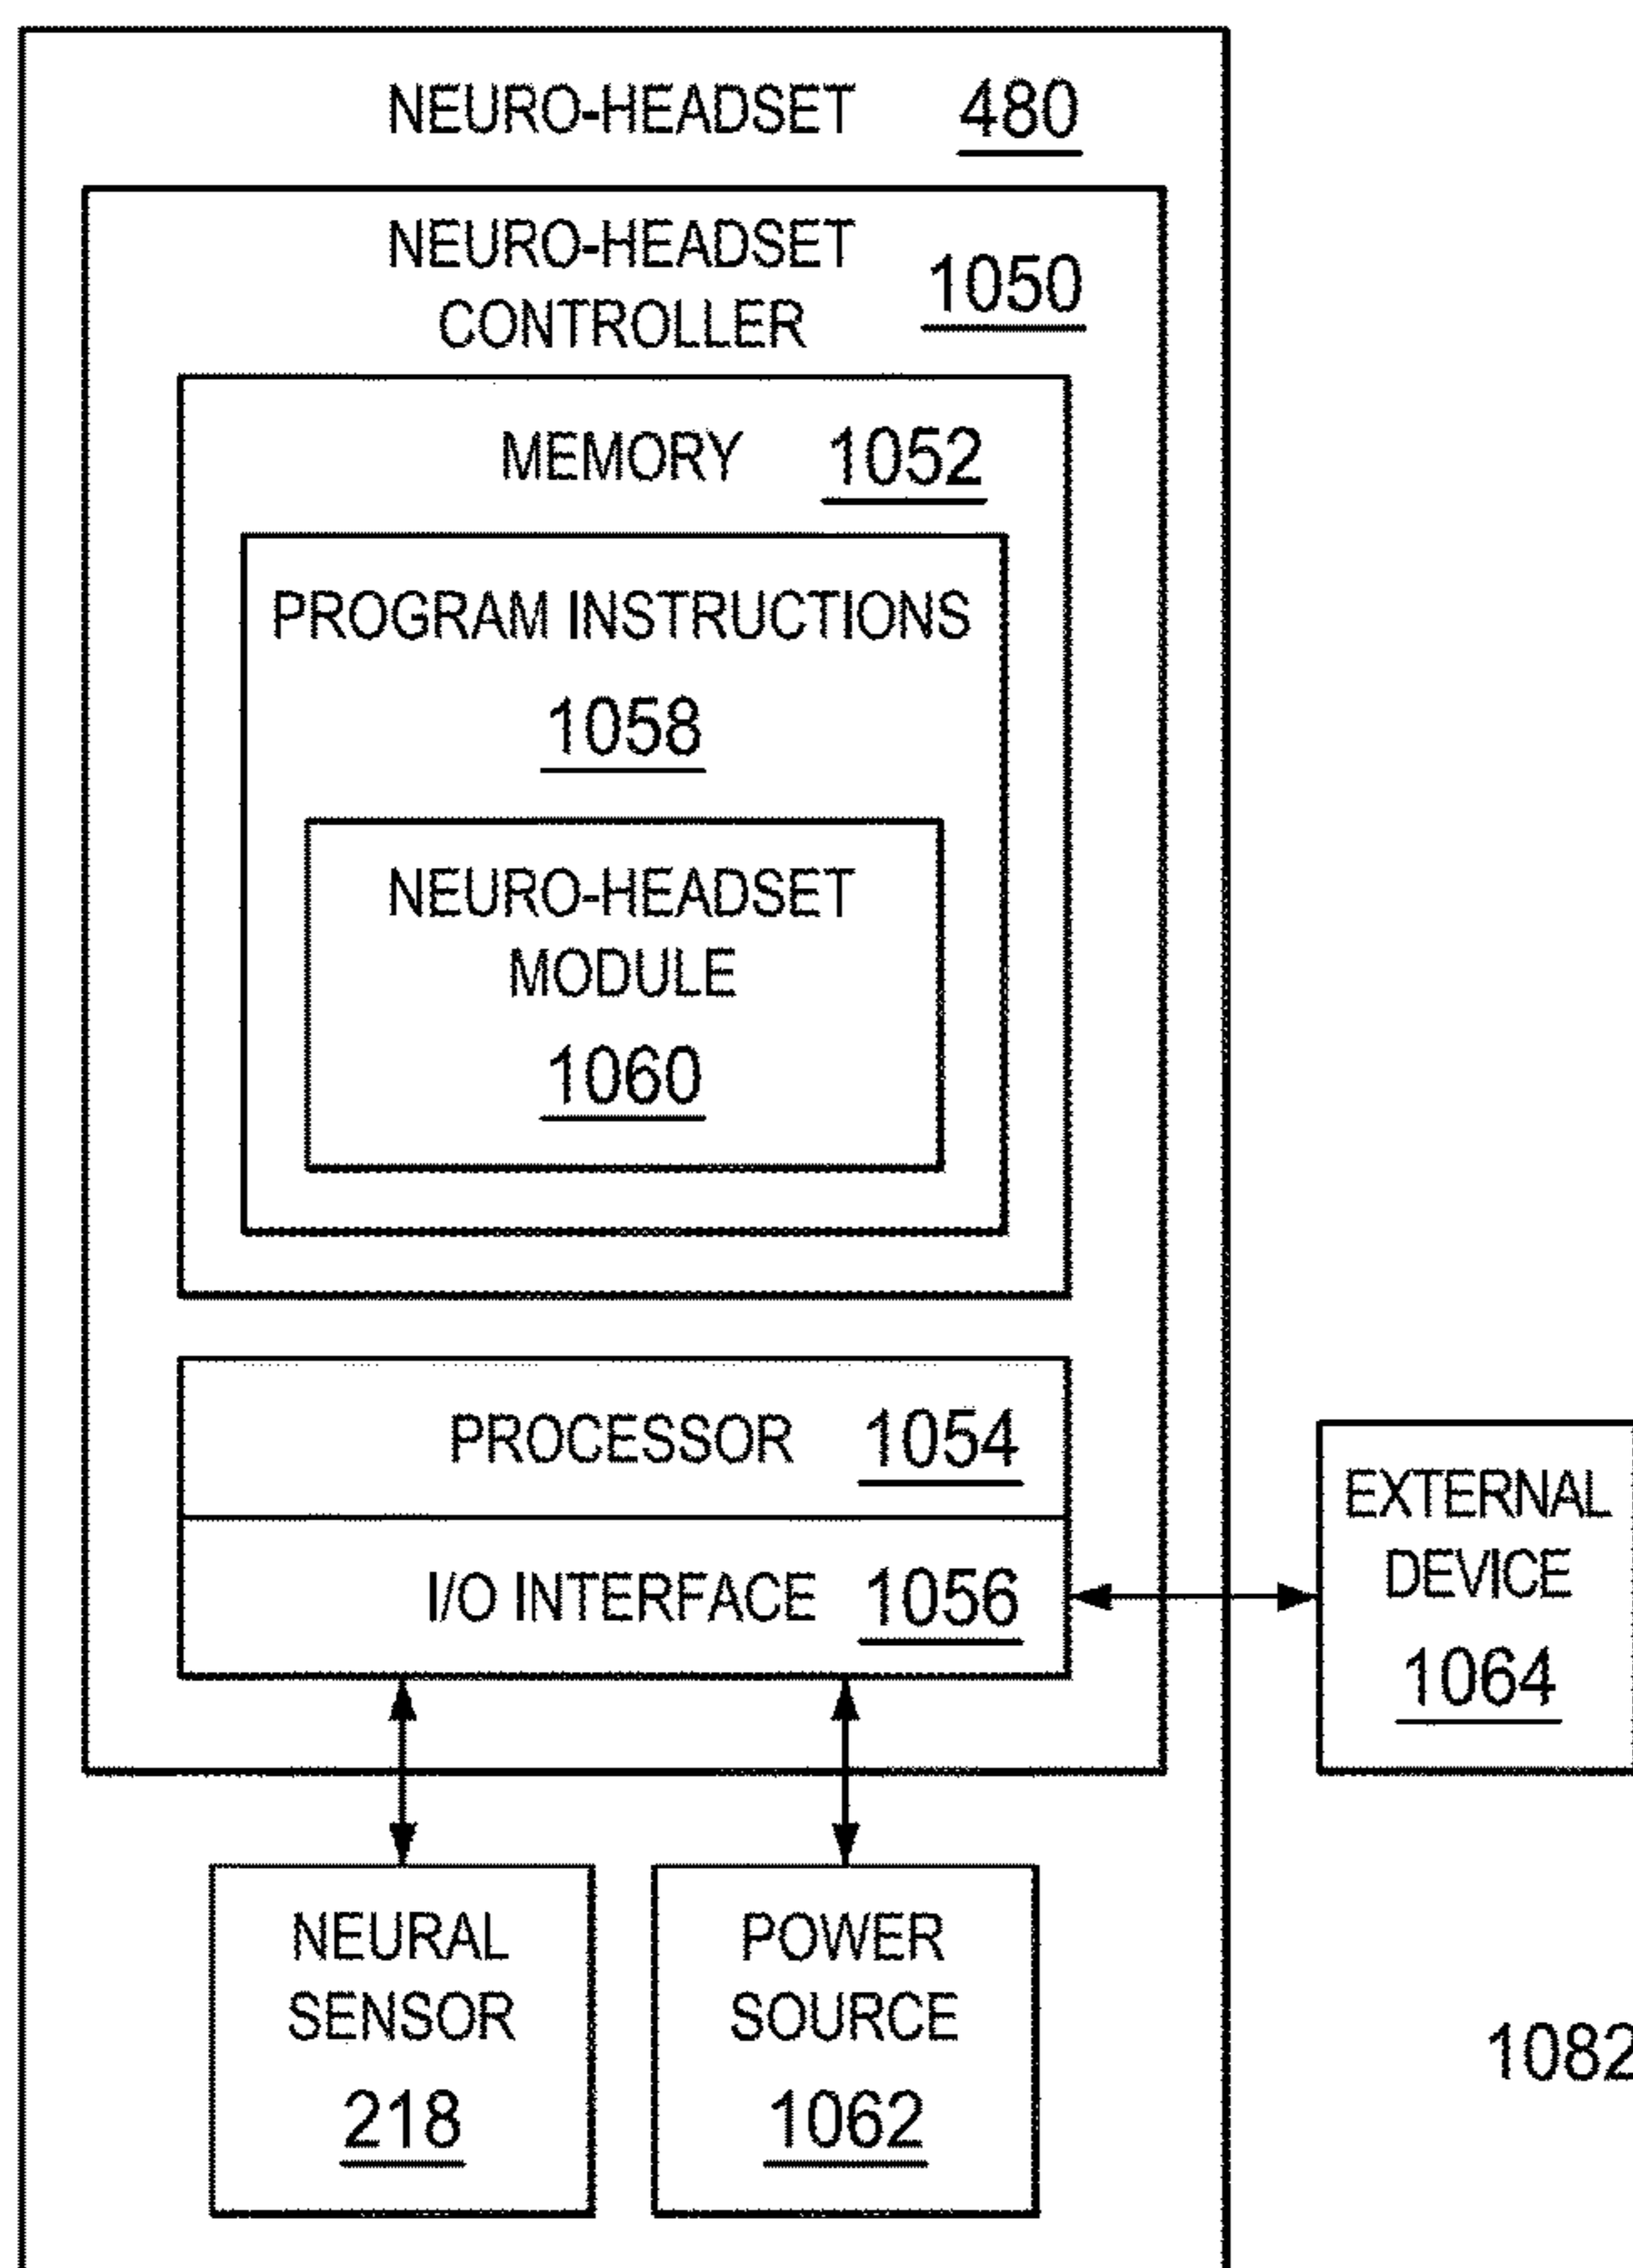 NEURO-HEADSET 480
NEURO-HEADSET
CONTROLLER 1050
MEMORY 1052
PROGRAM INSTRUCTIONS
1058
NEURO-HEADSET
MODULE
1060
PROCESSOR 1054
I/O INTERFACE 1056
EXTERNAL
DEVICE
1064
NEURAL
SENSOR
218
POWER
SOURCE
1062
1082